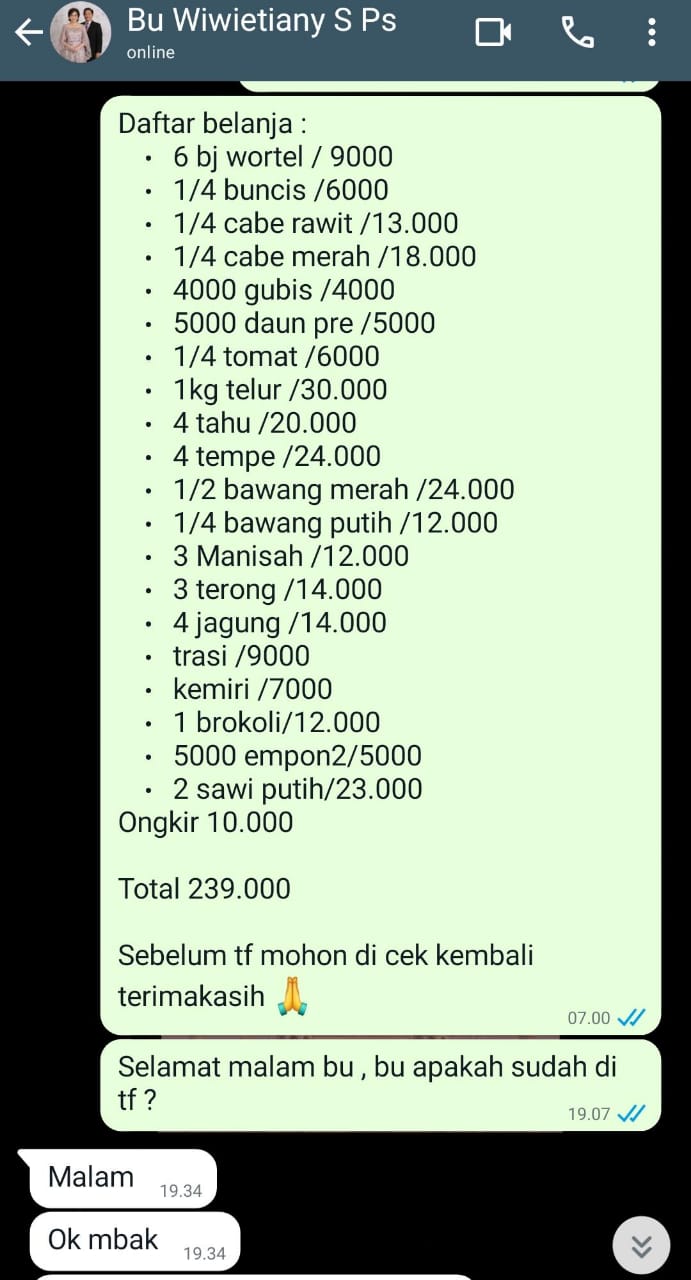 Bu Wiwietiany S Ps
online
Daftar belanja :
• 6 bj wortel / 9000
• 1/4 buncis /6000
• 1/4 cabe rawit /13.000
• 1/4 cabe merah /18.000
• 4000 gubis /4000
• 5000 daun pre /5000
• 1/4 tomat /6000
• 1kg telur /30.000
• 4 tahu /20.000
• 4 tempe /24.000
• 1/2 bawang merah /24.000
• 1/4 bawang putih /12.000
• 3 Manisah /12.000
• 3 terong /14.000
• 4 jagung /14.000
• trasi /9000
• kemiri /7000
• 1 brokoli/12.000
• 5000 empon2/5000
• 2 sawi putih/23.000
Ongkir 10.000
Total 239.000
Sebelum tf mohon di cek kembali
terimakasih 🙏
07.00
Selamat malam bu , bu apakah sudah di
tf ?
19.07
Malam
19.34
Ok mbak
19.34